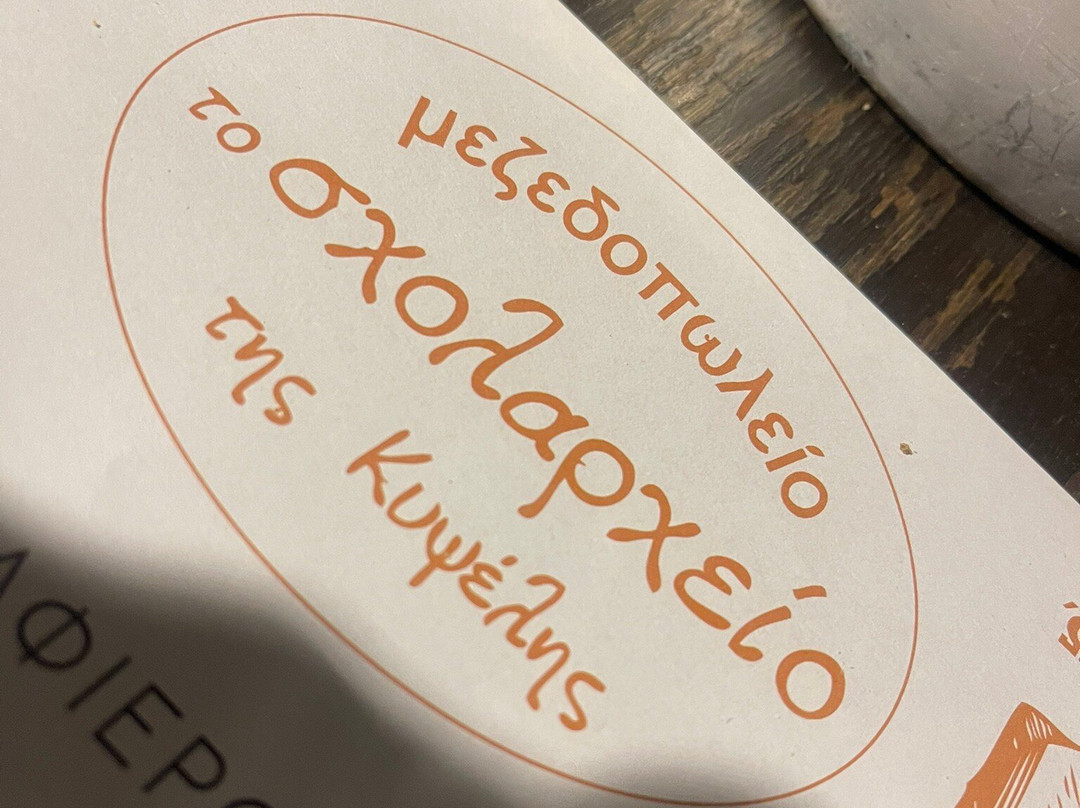 μεζεδοπωλείο
το σχολαρχείο
της Κυψέλης